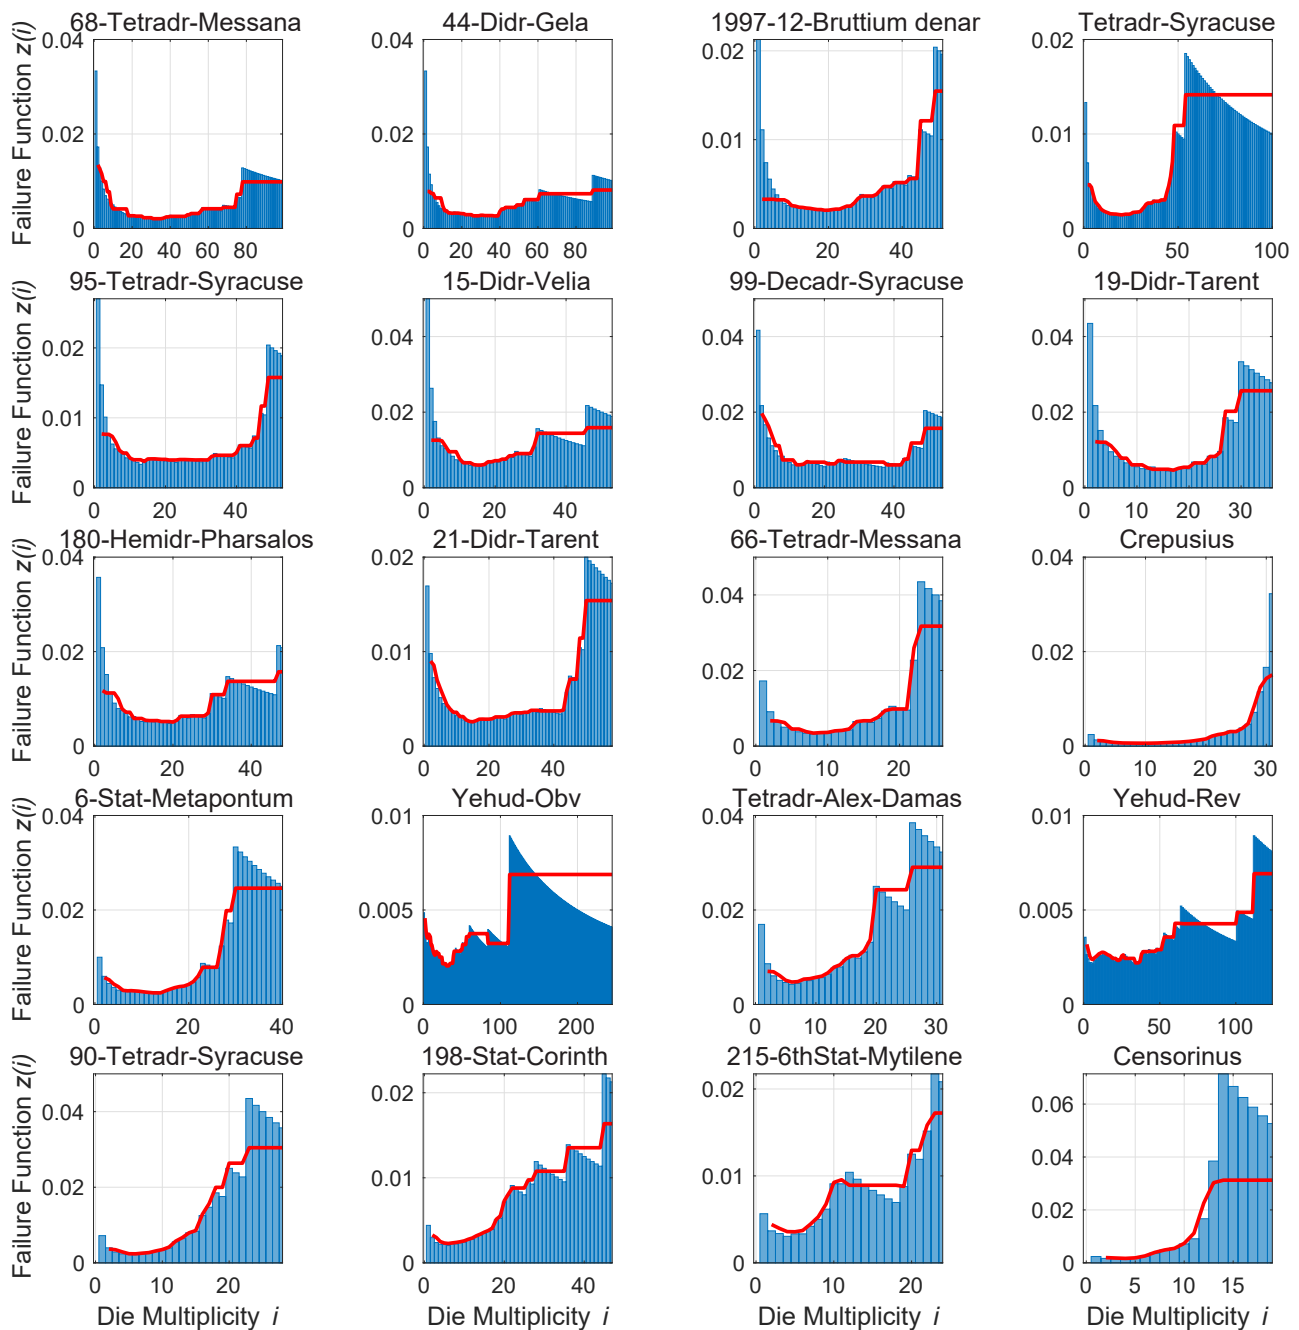 68-Tetradr-Messana 44-Didr-Gela 1997-12-Bruttium denar Tetradr-Syracuse
Failure Function z(i)
0.04 0.04 0.02 0.02
0.02 0.02 0.01 0.01
0 0 0 0
0 20 40 60 80 0 20 40 60 80 0 20 40 0 50 100
95-Tetradr-Syracuse 15-Didr-Velia 99-Decadr-Syracuse 19-Didr-Tarent
Failure Function z(i)
0.02 0.04 0.04 0.04
0.01 0.02 0.02 0.02
0 0 0 0
0 20 40 0 20 40 0 20 40 0 10 20 30
180-Hemidr-Pharsalos 21-Didr-Tarent 66-Tetradr-Messana Crepusius
Failure Function z(i)
0.04 0.02 0.04 0.04
0.02 0.01 0.02 0.02
0 0 0 0
0 20 40 0 20 40 0 10 20 0 10 20 30
6-Stat-Metapontum Yehud-Obv Tetradr-Alex-Damas Yehud-Rev
Failure Function z(i)
0.04 0.01 0.04 0.01
0.02 0.005 0.02 0.005
0 0 0 0
0 10 20 30 40 0 100 200 0 10 20 30 0 50 100
90-Tetradr-Syracuse 198-Stat-Corinth 215-6thStat-Mytilene Censorinus
Failure Function z(i)
0.04 0.02 0.02 0.06
0.02 0.01 0.01 0.04
0.02
0 0 0 0
0 10 20 0 20 40 0 10 20 0 5 10 15
Die Multiplicity i Die Multiplicity i Die Multiplicity i Die Multiplicity i